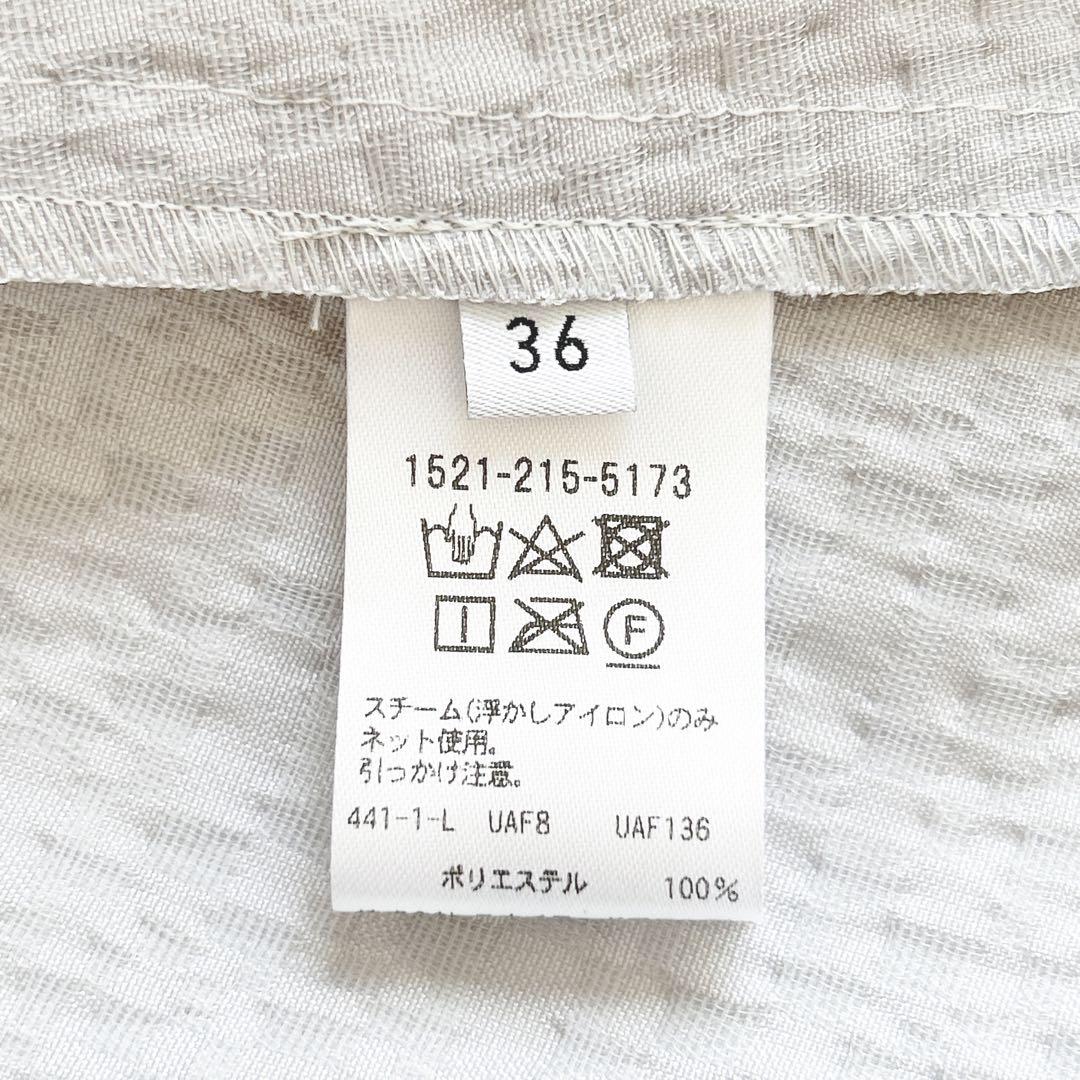 36
1521-215-5173
F
スチーム(浮かしアイロン)のみ
ネット使用。
引っかけ注意。
441-1-L UAF8 UAF136
ポリエステル 100%